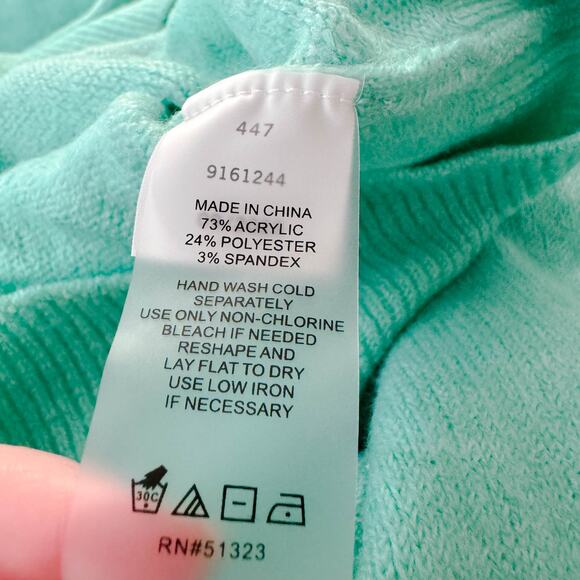 447
9161244
MADE IN CHINA
73% ACRYLIC
24% POLYESTER
3% SPANDEX
HAND WASH COLD
SEPARATELY
USE ONLY NON-CHLORINE
BLEACH IF NEEDED
RESHAPE AND
LAY FLAT TO DRY
USE LOW IRON
IF NECESSARY
30C
RN#51323